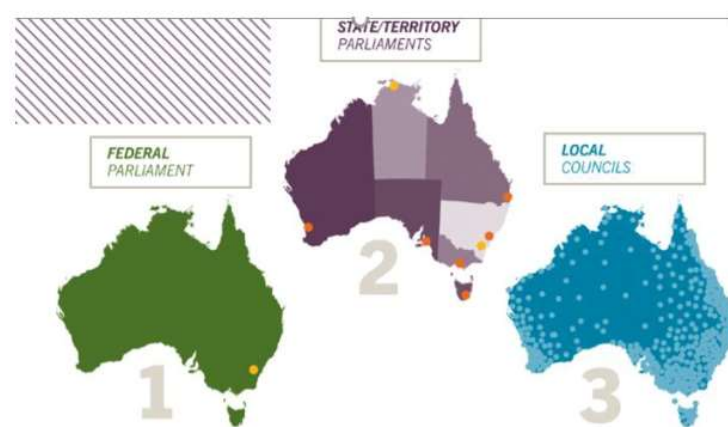 STATE/TERRITORY
PARLIAMENTS
FEDERAL
PARLIAMENT
LOCAL
COUNCILS
2
1
3